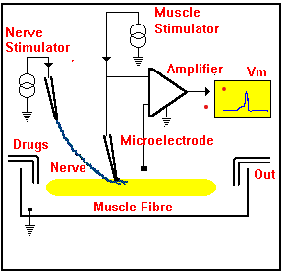 Muscle
Stimulator
Nerve
Stimulator
Amplifier
Vm
Microelectrode
Drugs
Nerve
Out
Muscle Fibre